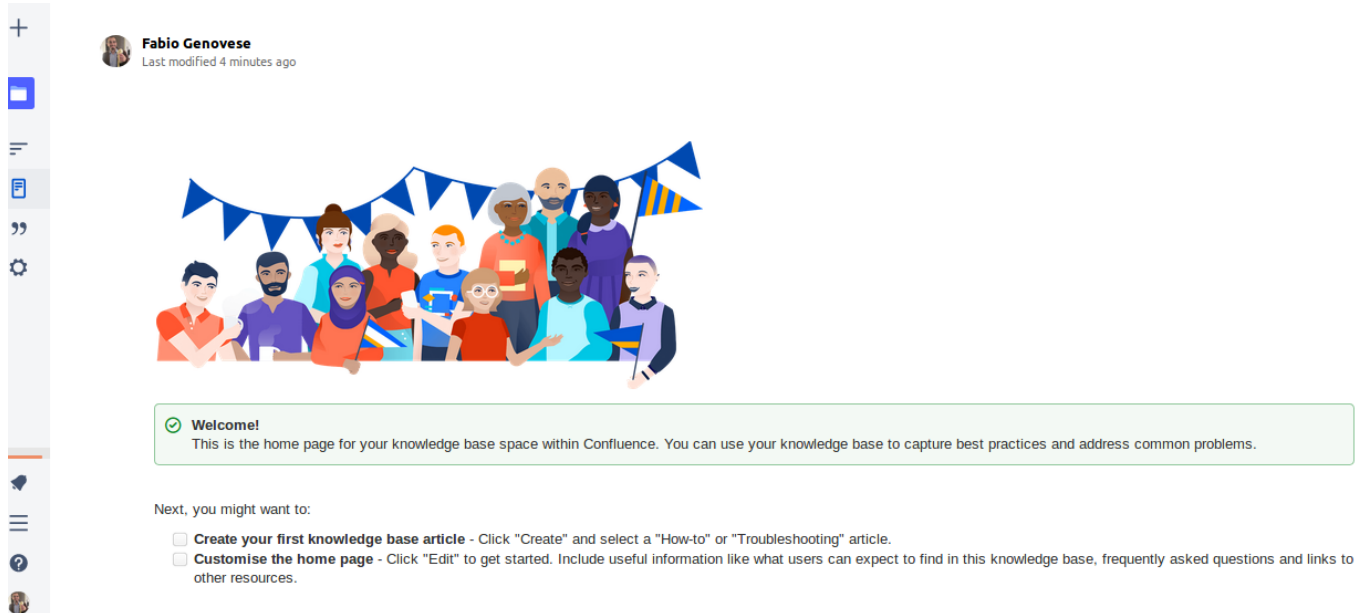 Fabio Genovese
Last modified 4 minutes ago
Welcome!
This is the home page for your knowledge base space within Confluence. You can use your knowledge base to capture best practices and address common problems.
Next, you might want to:
Create your first knowledge base article - Click "Create" and select a "How-to" or "Troubleshooting" article.
Customise the home page - Click "Edit" to get started. Include useful information like what users can expect to find in this knowledge base, frequently asked questions and links to
other resources.